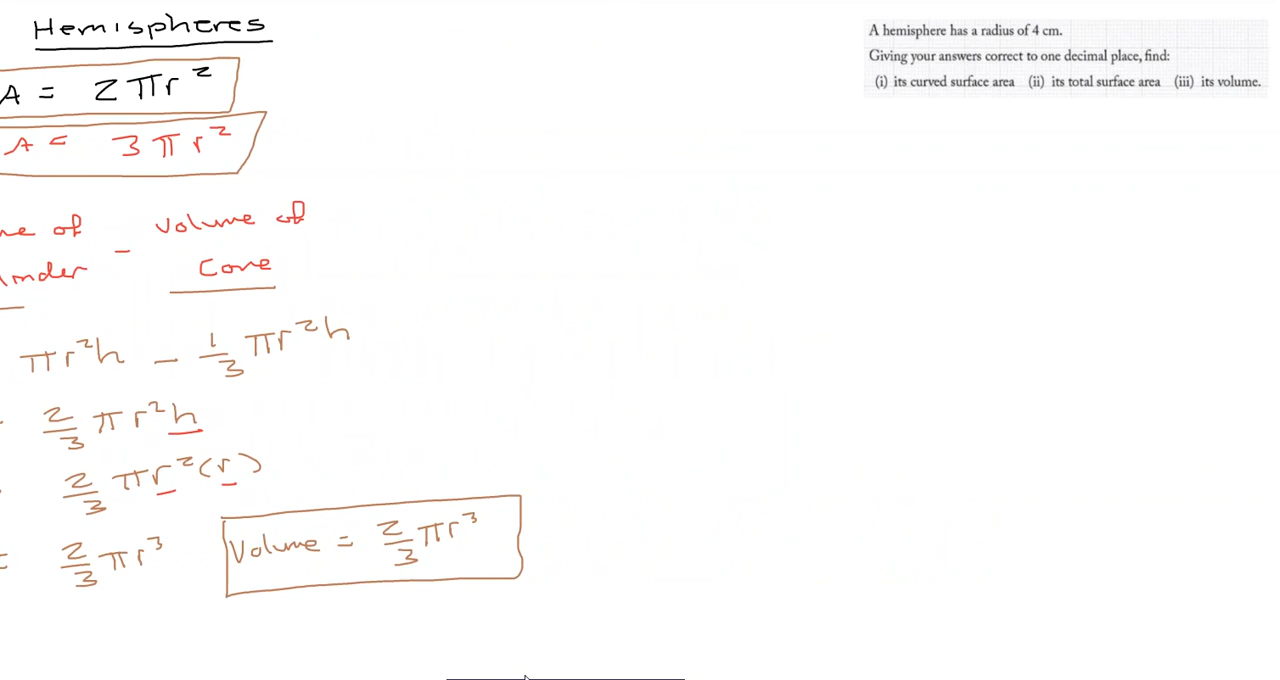 Hemispheres
A = 2πr²
A = 3πr²
volume of
of
-
Cone
πr²h - 1/3 πr²h
2/3 πr²h
2/3 πr²(r)
= 2/3 πr³
Volume = 2/3 πr³
A hemisphere has a radius of 4 cm.
Giving your answers correct to one decimal place, find:
(i) its curved surface area (ii) its total surface area (iii) its volume.